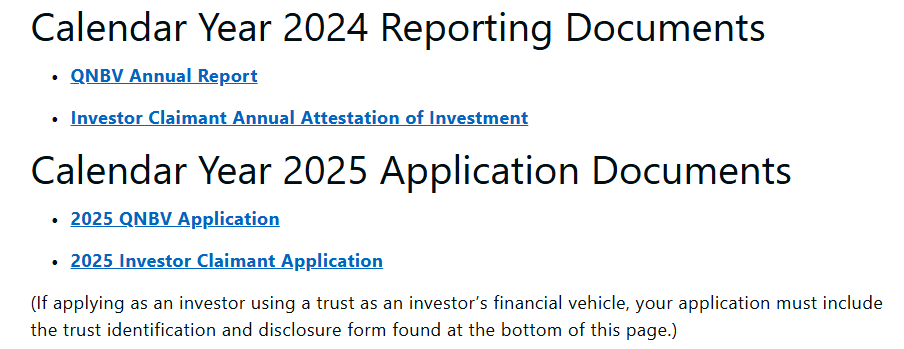 Calendar Year 2024 Reporting Documents
• QNBV Annual Report
• Investor Claimant Annual Attestation of Investment
Calendar Year 2025 Application Documents
• 2025 QNBV Application
• 2025 Investor Claimant Application
(If applying as an investor using a trust as an investor’s financial vehicle, your application must include
the trust identification and disclosure form found at the bottom of this page.)